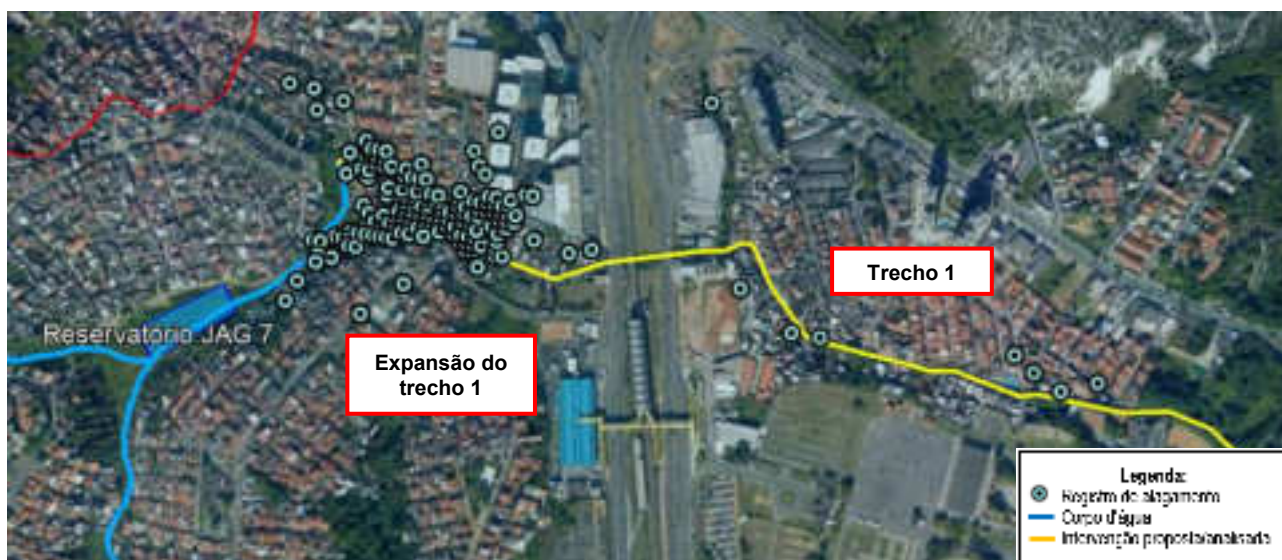 Trecho 1
Reservatório JAG 7
Expansão do
trecho 1
Legenda:
Registro de alagamento
Corpo d'água
Intervenção proposta/analisada